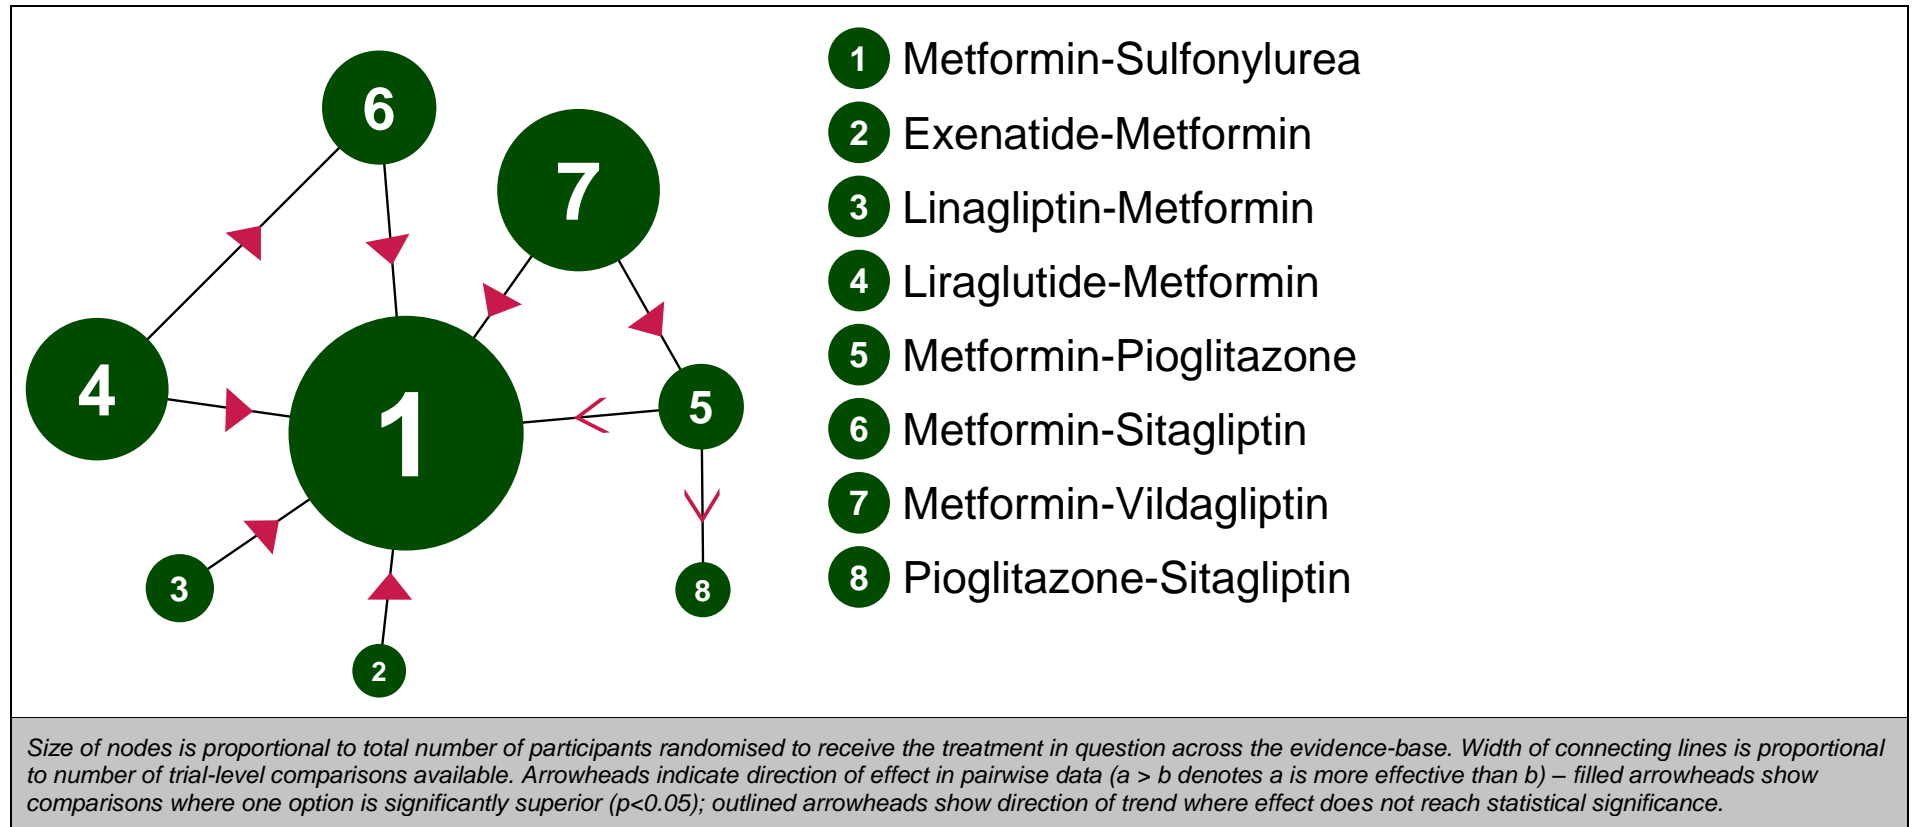 6
7
4
1
5
3
8
2
1 Metformin-Sulfonylurea
2 Exenatide-Metformin
3 Linagliptin-Metformin
4 Liraglutide-Metformin
5 Metformin-Pioglitazone
6 Metformin-Sitagliptin
7 Metformin-Vildagliptin
8 Pioglitazone-Sitagliptin
Size of nodes is proportional to total number of participants randomised to receive the treatment in question across the evidence-base. Width of connecting lines is proportional
to number of trial-level comparisons available. Arrowheads indicate direction of effect in pairwise data (a > b denotes a is more effective than b) – filled arrowheads show
comparisons where one option is significantly superior (p<0.05); outlined arrowheads show direction of trend where effect does not reach statistical significance.